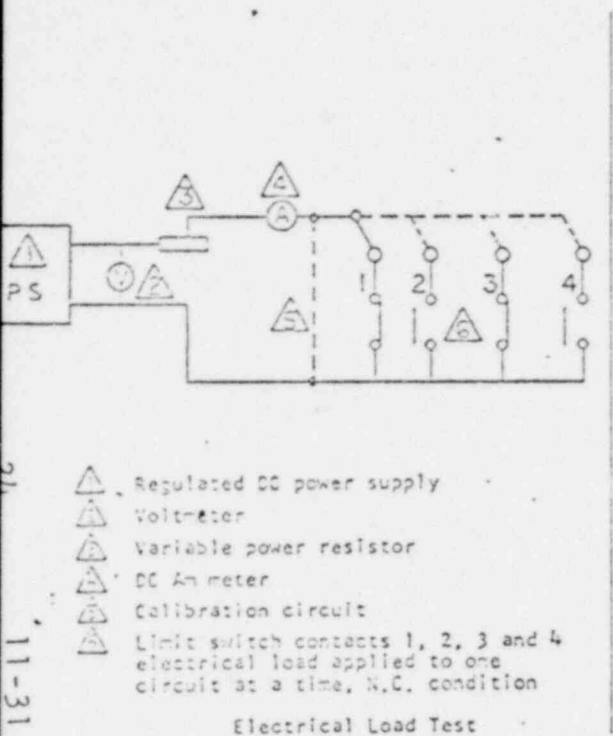 3
4
A
1
PS
V
2
5
1
2
3
4
6
Regulated DC power supply
Voltmeter
Variable power resistor
DC Ammeter
Calibration circuit
Limit switch contacts 1, 2, 3 and 4
electrical load applied to one
circuit at a time, N.C. condition
Electrical Load Test
11-31